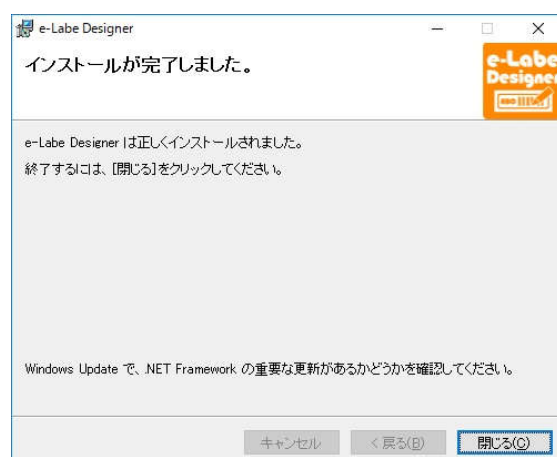 e-Labe Designer
インストールが完了しました。
e-Labe
Designer
e-Labe Designer は正しくインストールされました。
終了するには、[閉じる]をクリックしてください。
Windows Update で、.NET Framework の重要な更新があるかどうかを確認してください。
キャンセル
< 戻る(B)
閉じる(C)